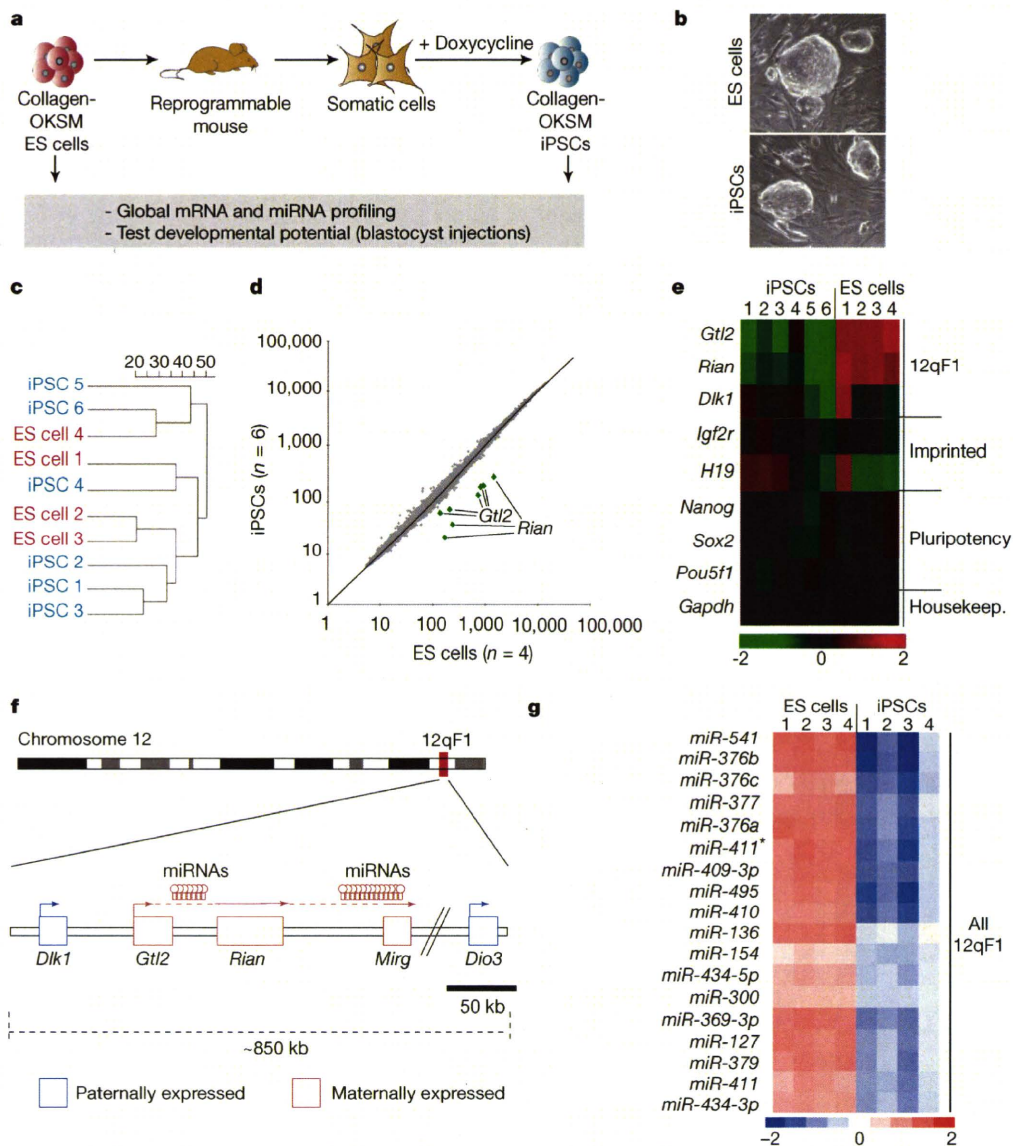 a
+ Doxycycline
Collagen-
OKSM
ES cells
Reprogrammable
mouse
Somatic cells
Collagen-
OKSM
iPSCs
- Global mRNA and miRNA profiling
- Test developmental potential (blastocyst injections)
b
ES cells
iPSCs
c
20 30 40 50
iPSC 5
iPSC 6
ES cell 4
ES cell 1
iPSC 4
ES cell 2
ES cell 3
iPSC 2
iPSC 1
iPSC 3
d
100,000
10,000
1,000
100
10
1
iPSCs (n = 6)
Gtl2
Rian
1 10 100 1,000 10,000 100,000
ES cells (n = 4)
e
iPSCs ES cells
1 2 3 4 5 6 1 2 3 4
Gtl2
Rian
Dlk1
Igf2r
H19
Nanog
Sox2
Pou5f1
Gapdh
12qF1
Imprinted
Pluripotency
Housekeep.
-2 0 2
f
Chromosome 12 12qF1
miRNAs miRNAs
Dlk1 Gtl2 Rian Mirg Dio3
50 kb
~850 kb
Paternally expressed Maternally expressed
g
ES cells iPSCs
1 2 3 4 1 2 3 4
miR-541
miR-376b
miR-376c
miR-377
miR-376a
miR-411*
miR-409-3p
miR-495
miR-410
miR-136
miR-154
miR-434-5p
miR-300
miR-369-3p
miR-127
miR-379
miR-411
miR-434-3p
All
12qF1
−2 0 2